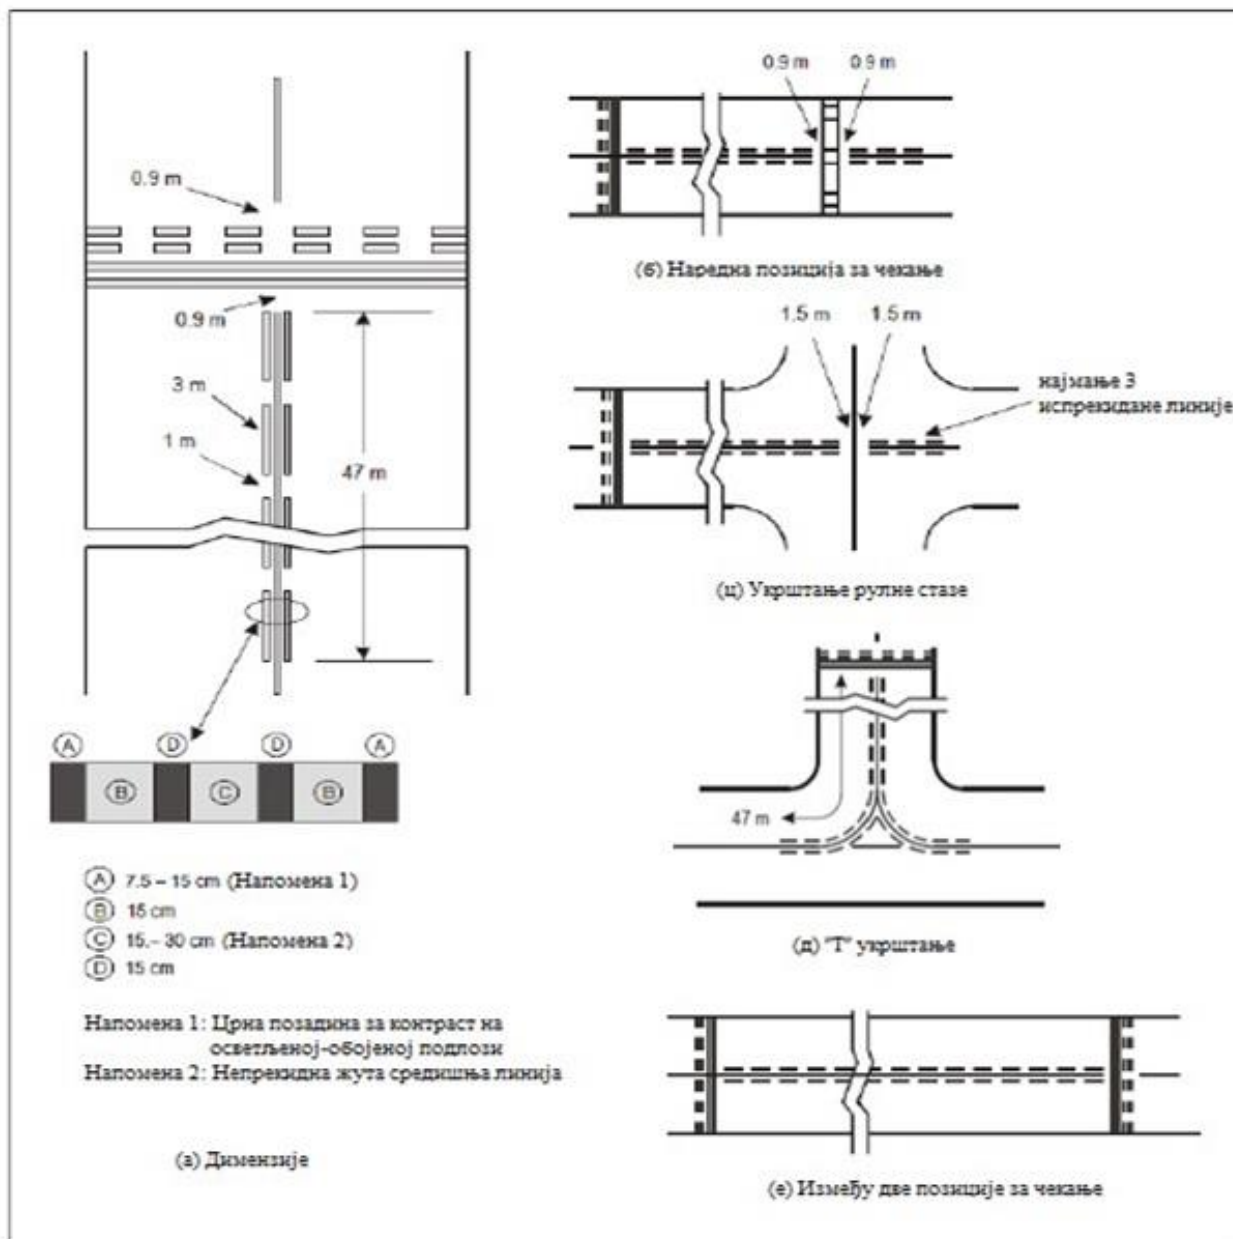 0.9 m
0.9 m
3 m
1 m
47 m
A D D A
B C B
A 7.5 – 15 cm (Напомена 1)
B 15 cm
C 15.– 30 cm (Напомена 2)
D 15 cm
Напомена 1: Црна позадина за контраст на
осветљеној-обојеној подлози
Напомена 2: Непрекидна жута средишња линија
(а) Димензије
0.9 m 0.9 m
(б) Наредна позиција за чекање
1.5 m 1.5 m
најмање 3
испрекидане линије
(ц) Укрштање рулне стазе
47 m
(д) "Т" укрштање
(е) Између две позиције за чекање